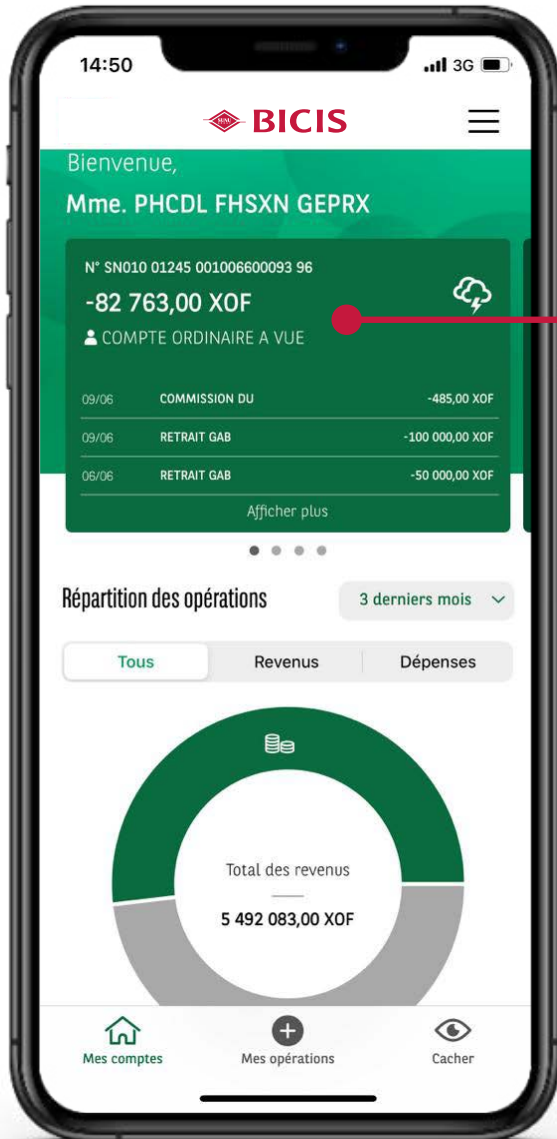 14:50 3G
BICIS
Bienvenue,
Mme. PHCDL FHSXN GEPRX
N° SN010 01245 001006600093 96
-82 763,00 XOF
COMPTE ORDINAIRE A VUE
09/06 COMMISSION DU -485,00 XOF
09/06 RETRAIT GAB -100 000,00 XOF
06/06 RETRAIT GAB -50 000,00 XOF
Afficher plus
Répartition des opérations 3 derniers mois
Tous Revenus Dépenses
Total des revenus
5 492 083,00 XOF
Mes comptes Mes opérations Cacher